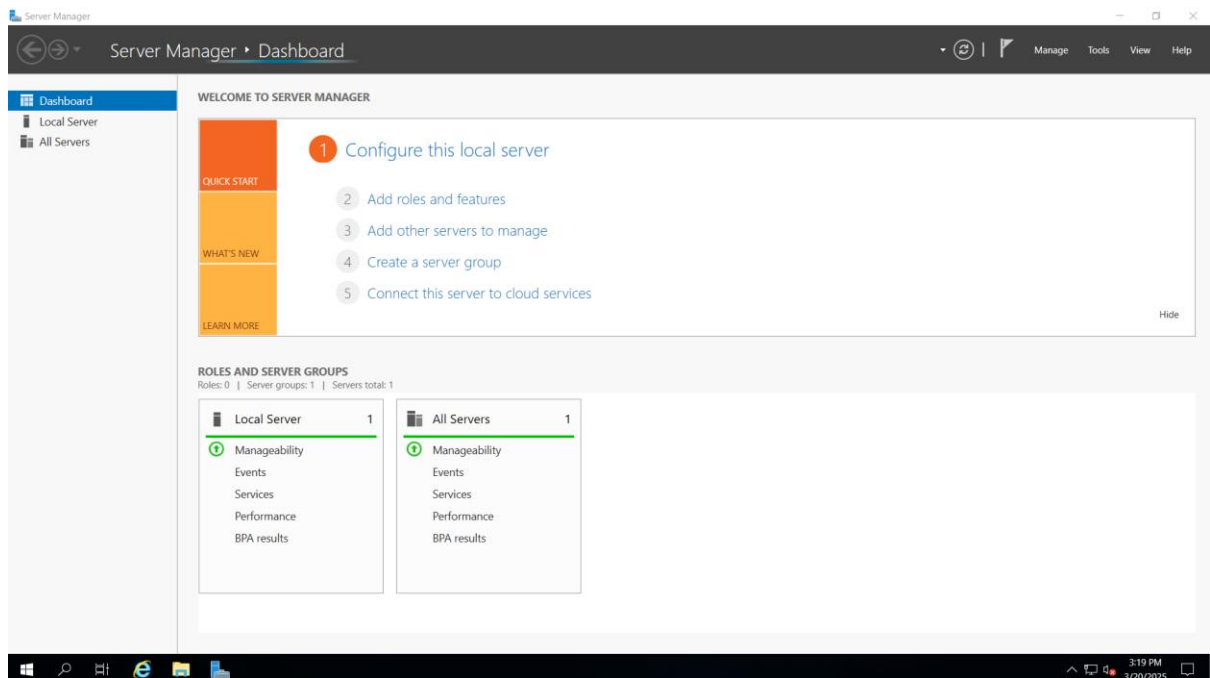 Server Manager
Server Manager • Dashboard
Manage Tools View Help
Dashboard
Local Server
All Servers
WELCOME TO SERVER MANAGER
QUICK START
WHAT'S NEW
LEARN MORE
1 Configure this local server
2 Add roles and features
3 Add other servers to manage
4 Create a server group
5 Connect this server to cloud services
Hide
ROLES AND SERVER GROUPS
Roles: 0 | Server groups: 1 | Servers total: 1
Local Server 1
Manageability
Events
Services
Performance
BPA results
All Servers 1
Manageability
Events
Services
Performance
BPA results
3:19 PM
3/20/2025